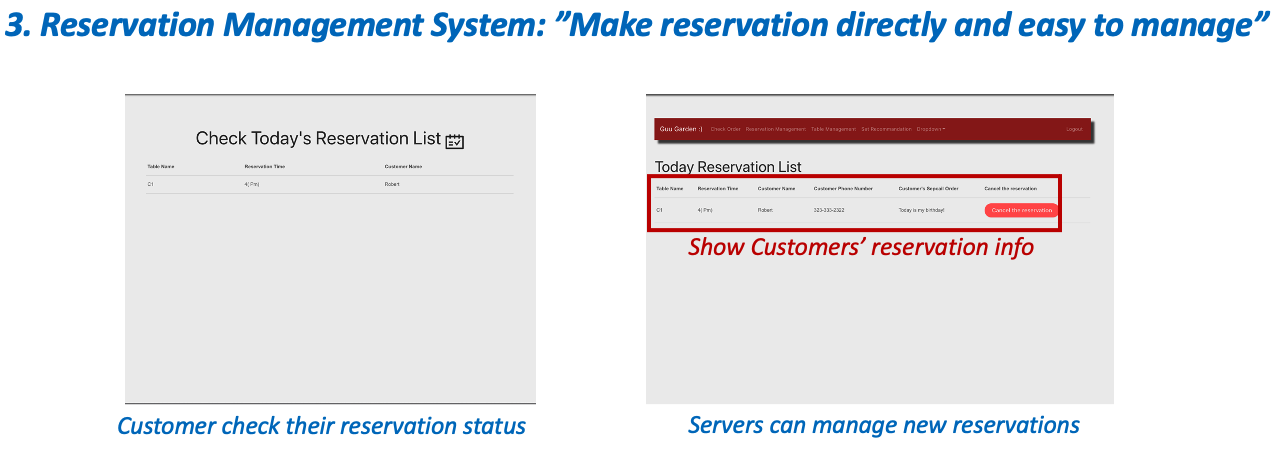 3. Reservation Management System: ”Make reservation directly and easy to manage”
Check Today's Reservation List
Table Name Reservation Time Customer Name
C1 4( Pm) Robert
Customer check their reservation status
Guu Garden :) Check Order Reservation Management Table Management Set Recommendation Dropdown Logout
Today Reservation List
Table Name Reservation Time Customer Name Customer Phone Number Customer's Sepcail Order Cancel the reservation
C1 4( Pm) Robert 323-233-2322 Today is my birthday! Cancel the reservation
Show Customers’ reservation info
Servers can manage new reservations